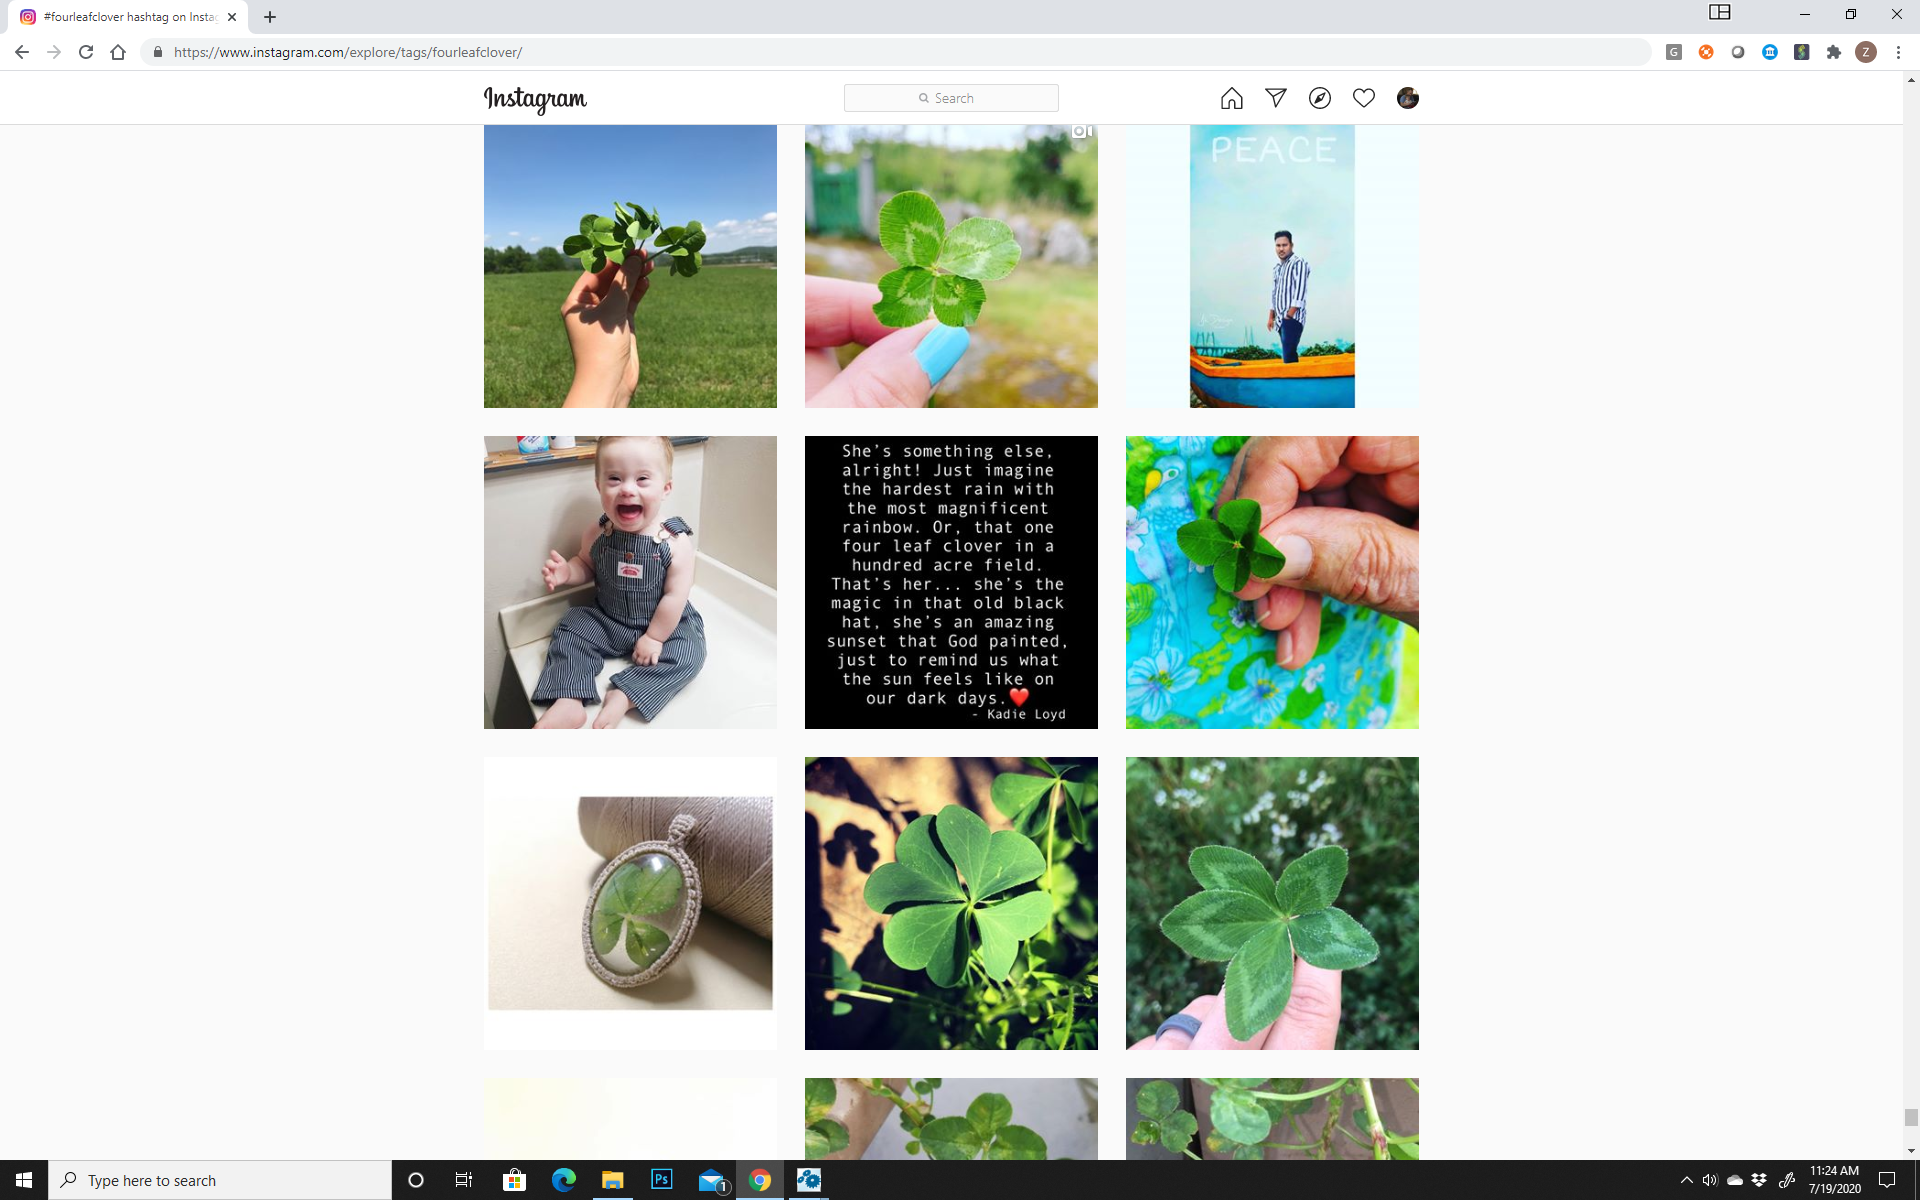 #fourleafclover hashtag on Insta
https://www.instagram.com/explore/tags/fourleafclover/
G
Z
Instagram
Search
PEACE
She's something else,
alright! Just imagine
the hardest rain with
the most magnificent
rainbow. Or, that one
four leaf clover in a
hundred acre field.
That's her... she's the
magic in that old black
hat, she's an amazing
sunset that God painted,
just to remind us what
the sun feels like on
our dark days.❤️
- Kadie Loyd
Type here to search
Ps
1
11:24 AM
7/19/2020